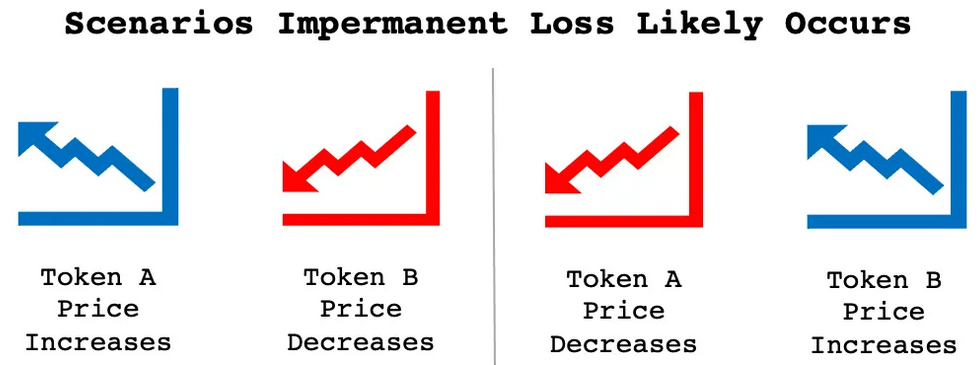 Scenarios Impermanent Loss Likely Occurs
Token A
Price
Increases
Token B
Price
Decreases
Token A
Price
Decreases
Token B
Price
Increases